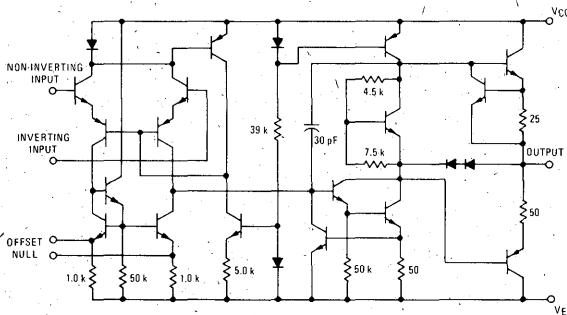 VCC
NON-INVERTING
INPUT
4.5 k
25
INVERTING
INPUT
39 k
30 pF
7.5 k
OUTPUT
50
OFFSET
NULL
1.0 k
50 k
1.0 k
5.0 k
50 k
50
VE